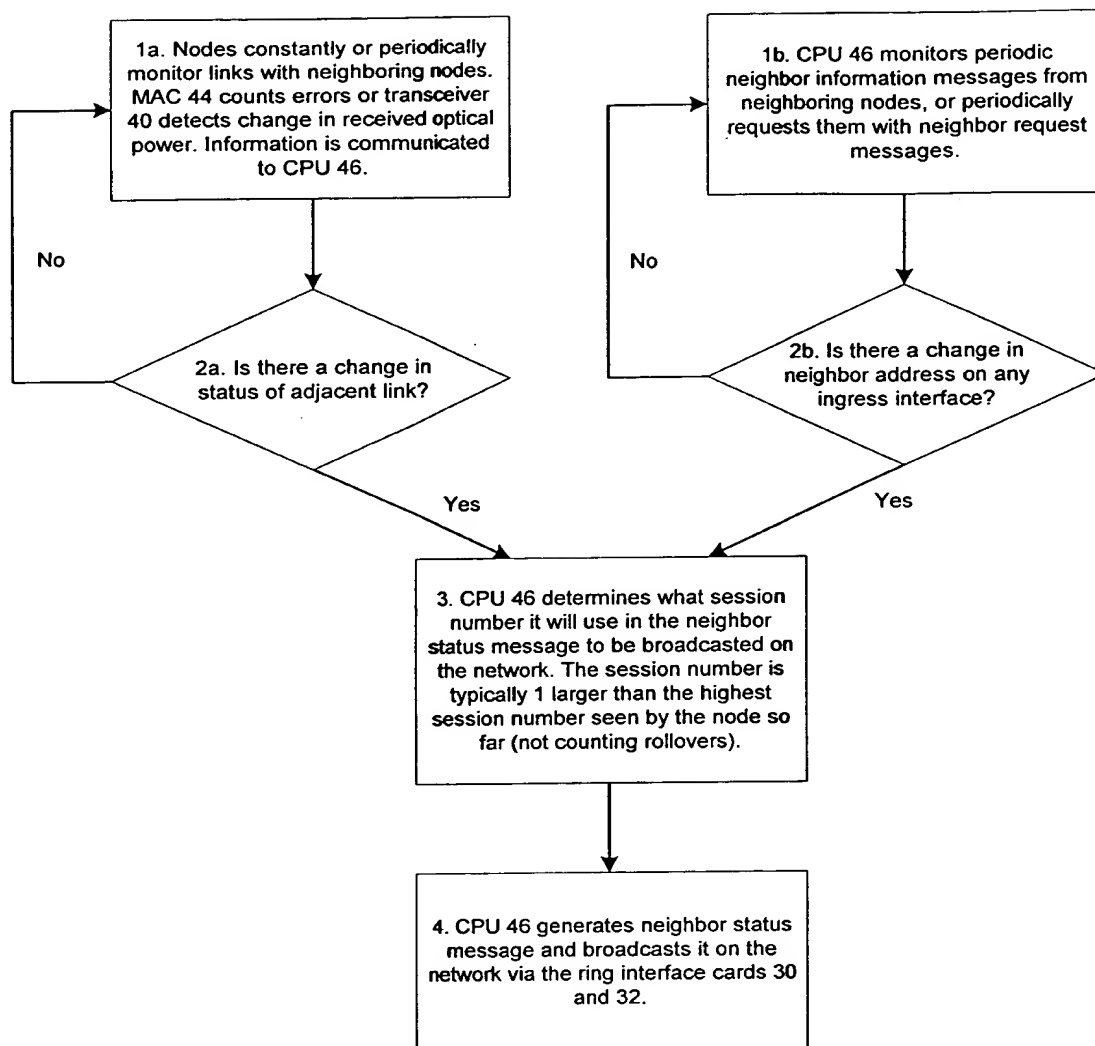 1a. Nodes constantly or periodically
monitor links with neighboring nodes.
MAC 44 counts errors or transceiver
40 detects change in received optical
power. Information is communicated
to CPU 46.
1b. CPU 46 monitors periodic
neighbor information messages from
neighboring nodes, or periodically
requests them with neighbor request
messages.
No
No
2a. Is there a change in
status of adjacent link?
2b. Is there a change in
neighbor address on any
ingress interface?
Yes
Yes
3. CPU 46 determines what session
number it will use in the neighbor
status message to be broadcasted on
the network. The session number is
typically 1 larger than the highest
session number seen by the node so
far (not counting rollovers).
4. CPU 46 generates neighbor status
message and broadcasts it on the
network via the ring interface cards 30
and 32.